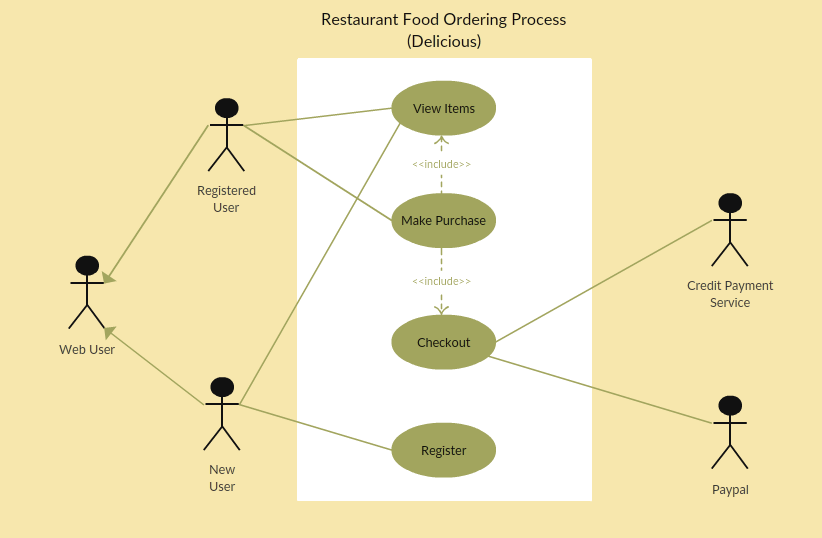 Restaurant Food Ordering Process
(Delicious)
View Items
<<include>>
Registered
User
Make Purchase
<<include>>
Credit Payment
Service
Web User
Checkout
Register
New
User
Paypal